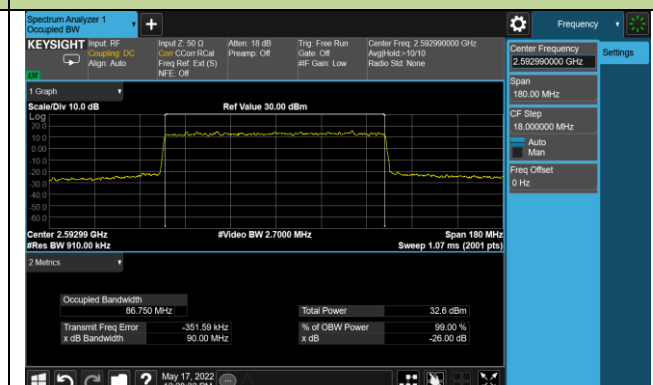 Spectrum Analyzer 1
Occupied BW
Frequency
KEYSIGHT
Input: RF
Coupling: DC
Align: Auto
Input Z: 50 Ω
Corr CCorr RCal
Freq Ref: Ext (S)
NFE: Off
Atten: 18 dB
Preamp: Off
Trig: Free Run
Gate: Off
#IF Gain: Low
Center Freq: 2.592990000 GHz
Avg|Hold:>10/10
Radio Std: None
Center Frequency
2.592990000 GHz
Settings
Span
180.00 MHz
CF Step
18.000000 MHz
Auto
Man
Freq Offset
0 Hz
1 Graph
Scale/Div 10.0 dB
Ref Value 30.00 dBm
Log
20.0
10.0
0.00
-10.0
-20.0
-30.0
-40.0
-50.0
-60.0
Center 2.59299 GHz
#Video BW 2.7000 MHz
Span 180 MHz
#Res BW 910.00 kHz
Sweep 1.07 ms (2001 pts)
2 Metrics
Occupied Bandwidth
86.750 MHz
Total Power
32.6 dBm
Transmit Freq Error
-351.59 kHz
% of OBW Power
99.00 %
x dB Bandwidth
90.00 MHz
x dB
-26.00 dB
?
May 17, 2022